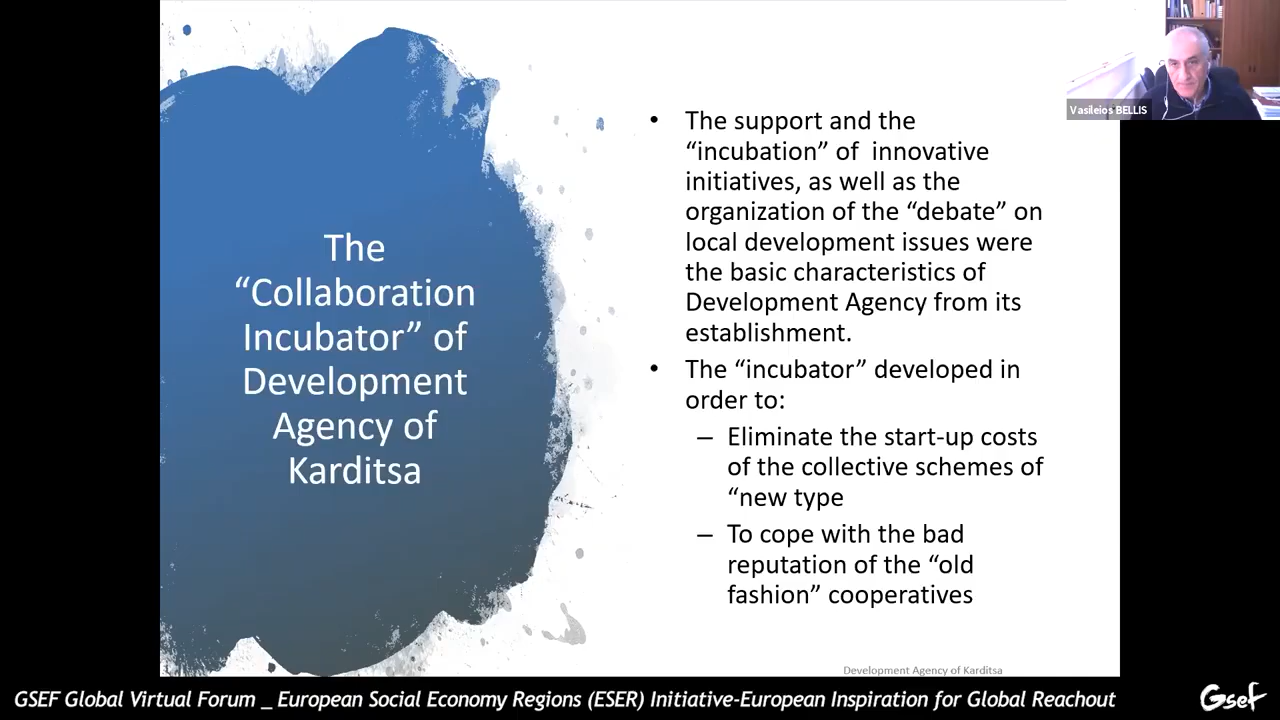 The
“Collaboration
Incubator” of
Development
Agency of
Karditsa
• The support and the
“incubation” of innovative
initiatives, as well as the
organization of the “debate” on
local development issues were
the basic characteristics of
Development Agency from its
establishment.
• The “incubator” developed in
order to:
– Eliminate the start-up costs
of the collective schemes of
“new type
– To cope with the bad
reputation of the “old
fashion” cooperatives
Development Agency of Karditsa
Vasileios BELLIS
GSEF Global Virtual Forum _ European Social Economy Regions (ESER) Initiative-European Inspiration for Global Reachout
Gsef